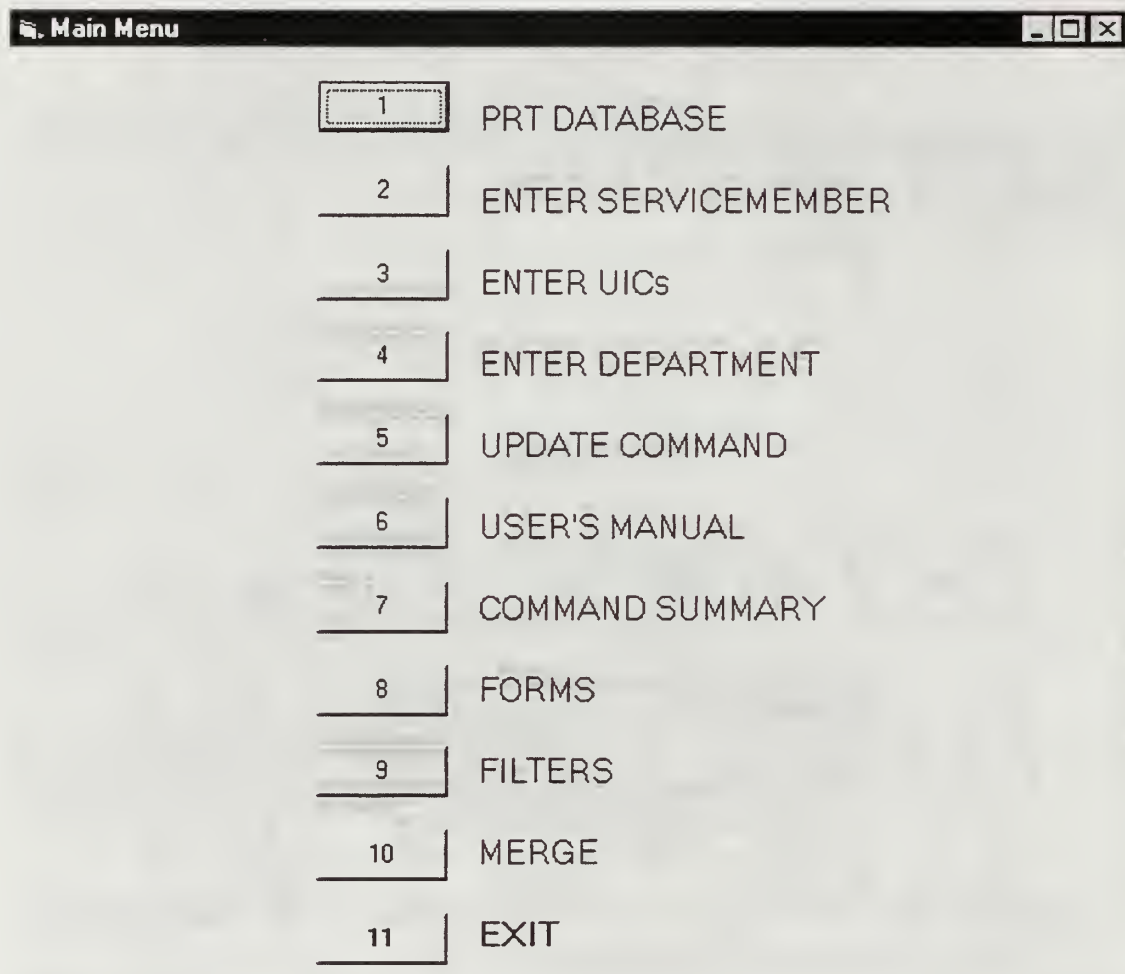 Main Menu
1 PRT DATABASE
2 ENTER SERVICEMEMBER
3 ENTER UICs
4 ENTER DEPARTMENT
5 UPDATE COMMAND
6 USER'S MANUAL
7 COMMAND SUMMARY
8 FORMS
9 FILTERS
10 MERGE
11 EXIT